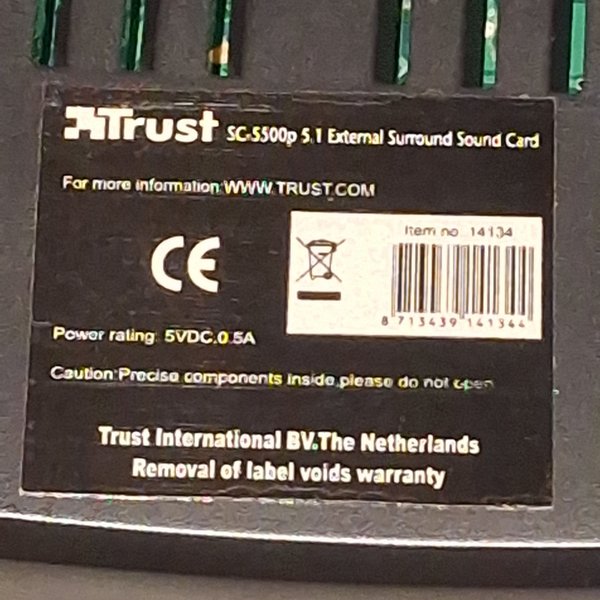 Trust SC-5500p 5.1 External Surround Sound Card
For more information:WWW.TRUST.COM
CE
Item no. 14134
8 713439 141344
Power rating: 5VDC,0.5A
Caution:Precise components inside,please do not open
Trust International BV.The Netherlands
Removal of label voids warranty